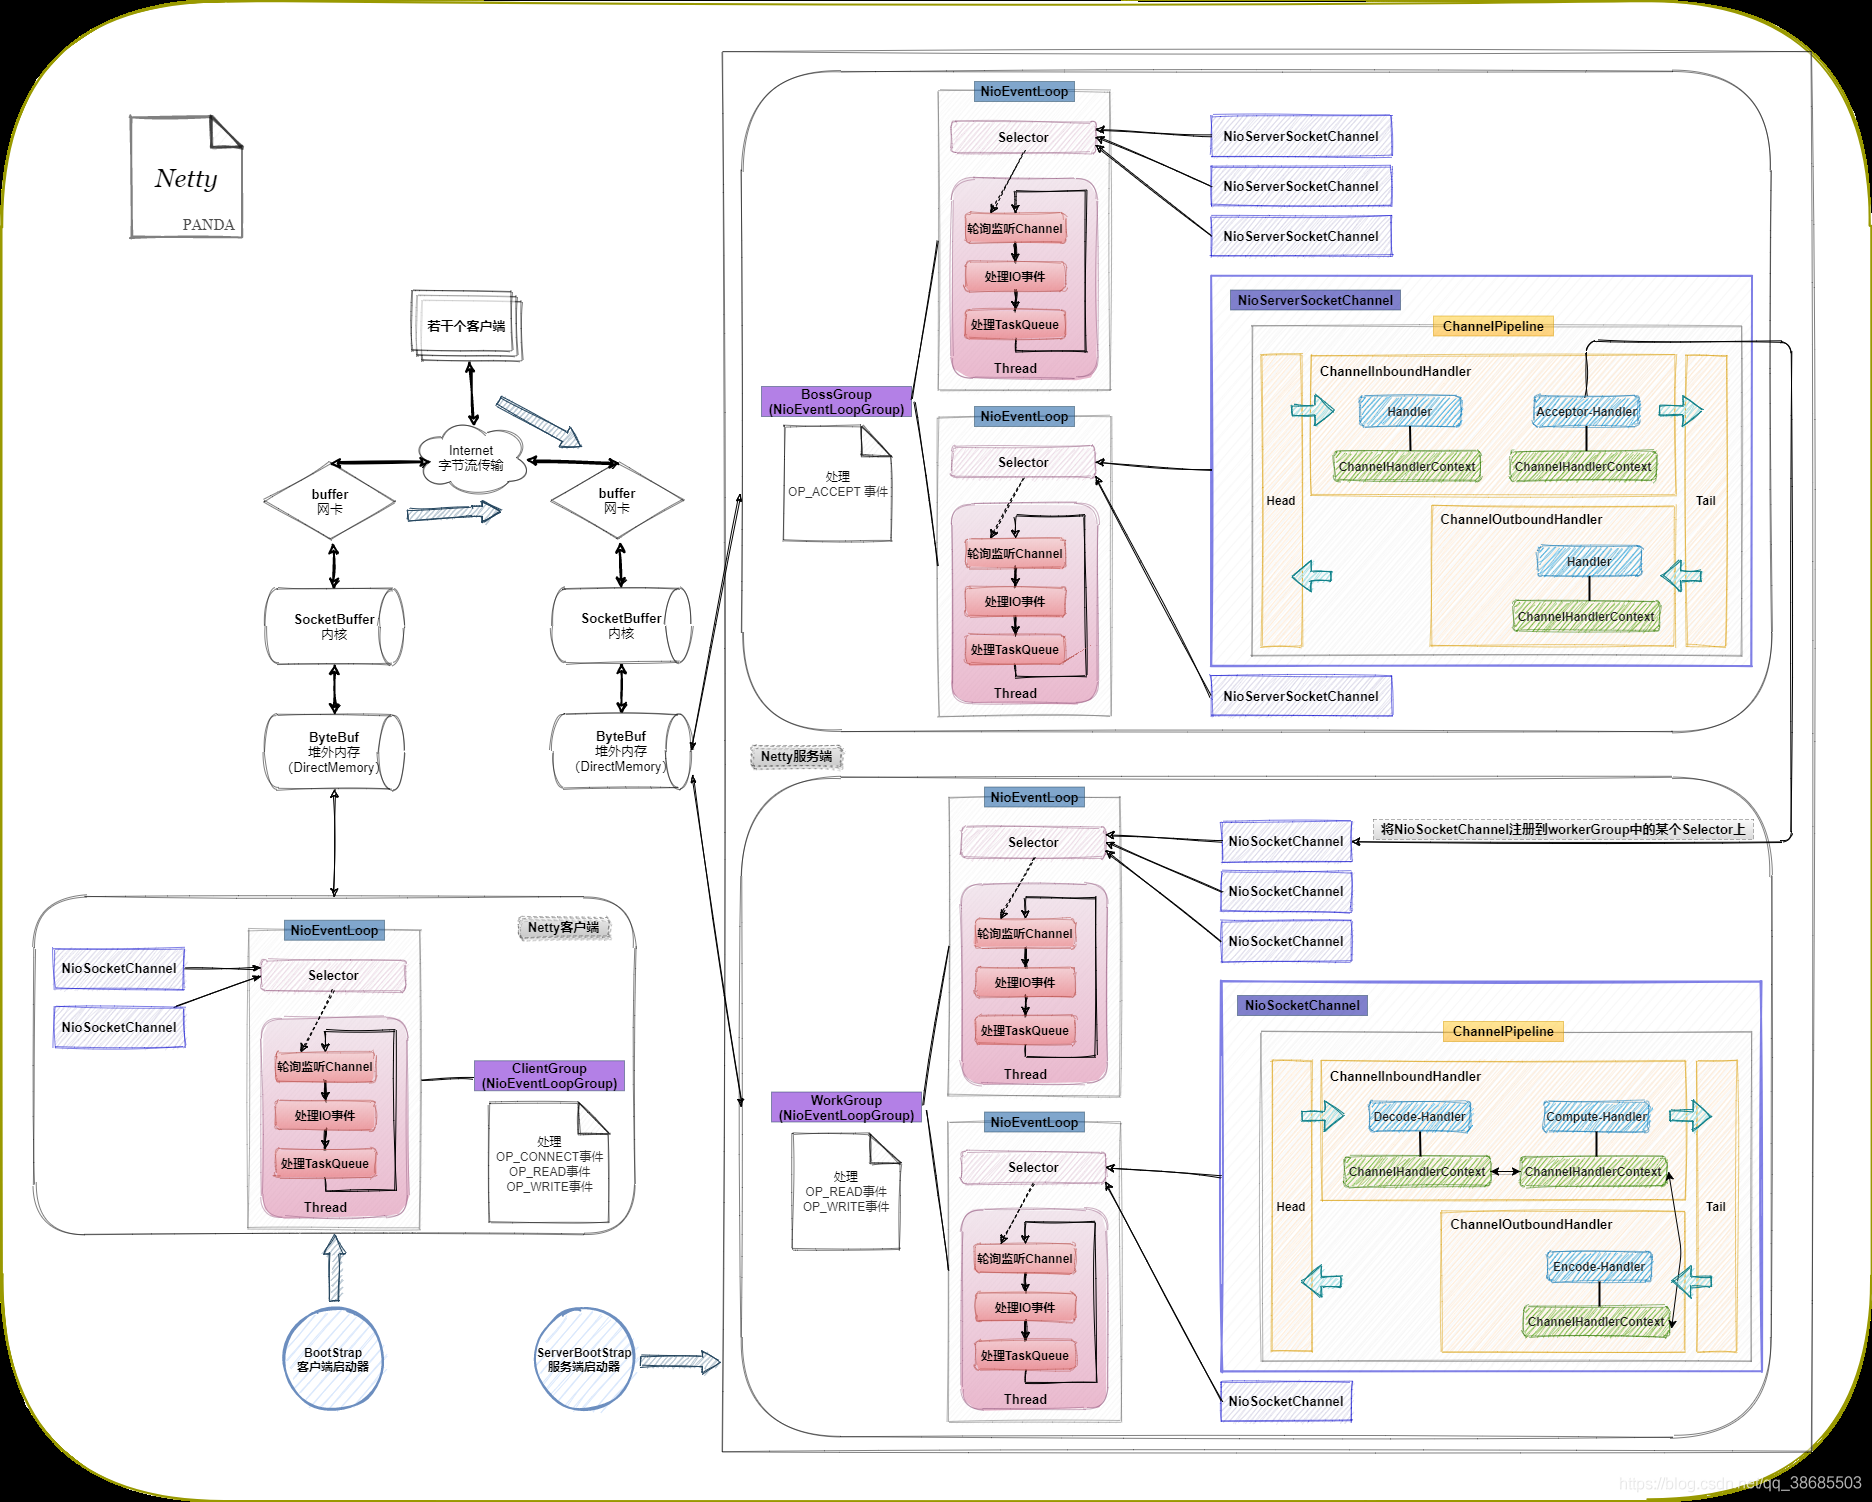 Netty
PANDA
若干个客户端
Internet
字节流传输
buffer
网卡
buffer
网卡
SocketBuffer
内核
SocketBuffer
内核
ByteBuf
堆外内存
（DirectMemory）
ByteBuf
堆外内存
（DirectMemory）
Netty客户端
NioEventLoop
NioSocketChannel
NioSocketChannel
Selector
轮询监听Channel
处理IO事件
处理TaskQueue
Thread
ClientGroup
(NioEventLoopGroup)
处理
OP_CONNECT事件
OP_READ事件
OP_WRITE事件
BootStrap
客户端启动器
ServerBootStrap
服务端启动器
Netty服务端
BossGroup
(NioEventLoopGroup)
处理
OP_ACCEPT 事件
NioEventLoop
Selector
轮询监听Channel
处理IO事件
处理TaskQueue
Thread
NioEventLoop
Selector
轮询监听Channel
处理IO事件
处理TaskQueue
Thread
NioServerSocketChannel
NioServerSocketChannel
NioServerSocketChannel
NioServerSocketChannel
ChannelPipeline
ChannelInboundHandler
Handler
Acceptor-Handler
ChannelHandlerContext
ChannelHandlerContext
Head
Tail
ChannelOutboundHandler
Handler
ChannelHandlerContext
NioServerSocketChannel
WorkGroup
(NioEventLoopGroup)
处理
OP_READ事件
OP_WRITE事件
NioEventLoop
Selector
轮询监听Channel
处理IO事件
处理TaskQueue
Thread
NioEventLoop
Selector
轮询监听Channel
处理IO事件
处理TaskQueue
Thread
NioSocketChannel
将NioSocketChannel注册到workerGroup中的某个Selector上
NioSocketChannel
NioSocketChannel
NioSocketChannel
ChannelPipeline
ChannelInboundHandler
Decode-Handler
Compute-Handler
ChannelHandlerContext
ChannelHandlerContext
Head
Tail
ChannelOutboundHandler
Encode-Handler
ChannelHandlerContext
NioSocketChannel
https://blog.csdn.net/qq_38685503